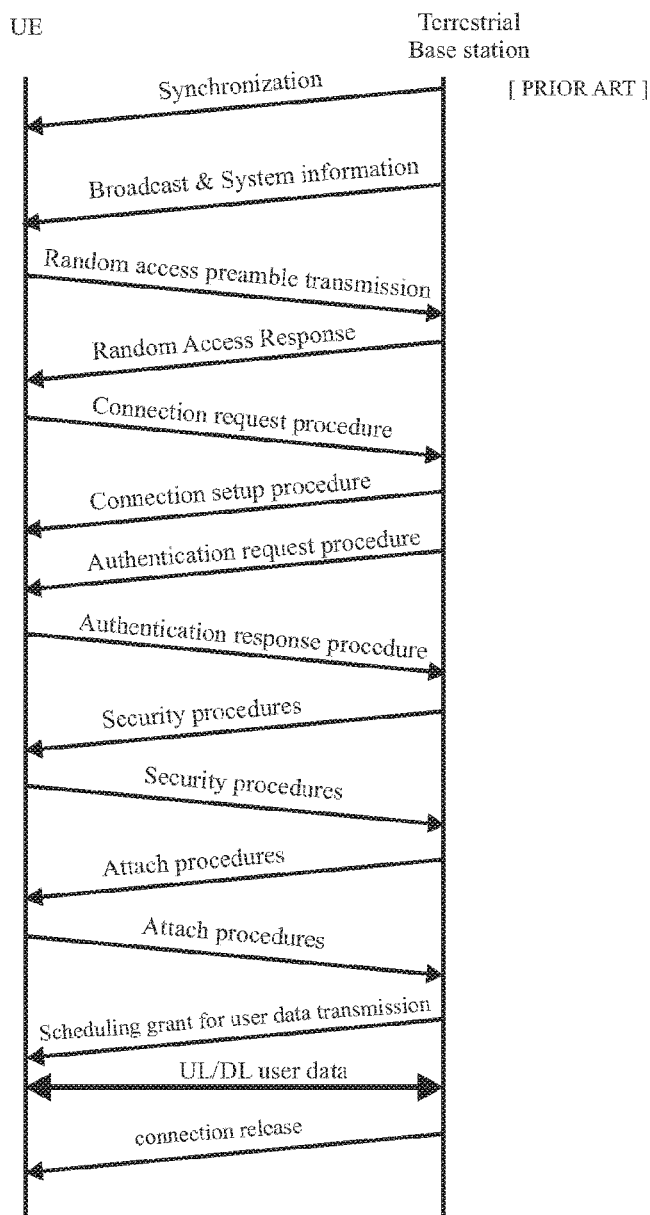 UE
Terrestrial
Base station
[ PRIOR ART ]
Synchronization
Broadcast & System information
Random access preamble transmission
Random Access Response
Connection request procedure
Connection setup procedure
Authentication request procedure
Authentication response procedure
Security procedures
Security procedures
Attach procedures
Attach procedures
Scheduling grant for user data transmission
UL/DL user data
connection release